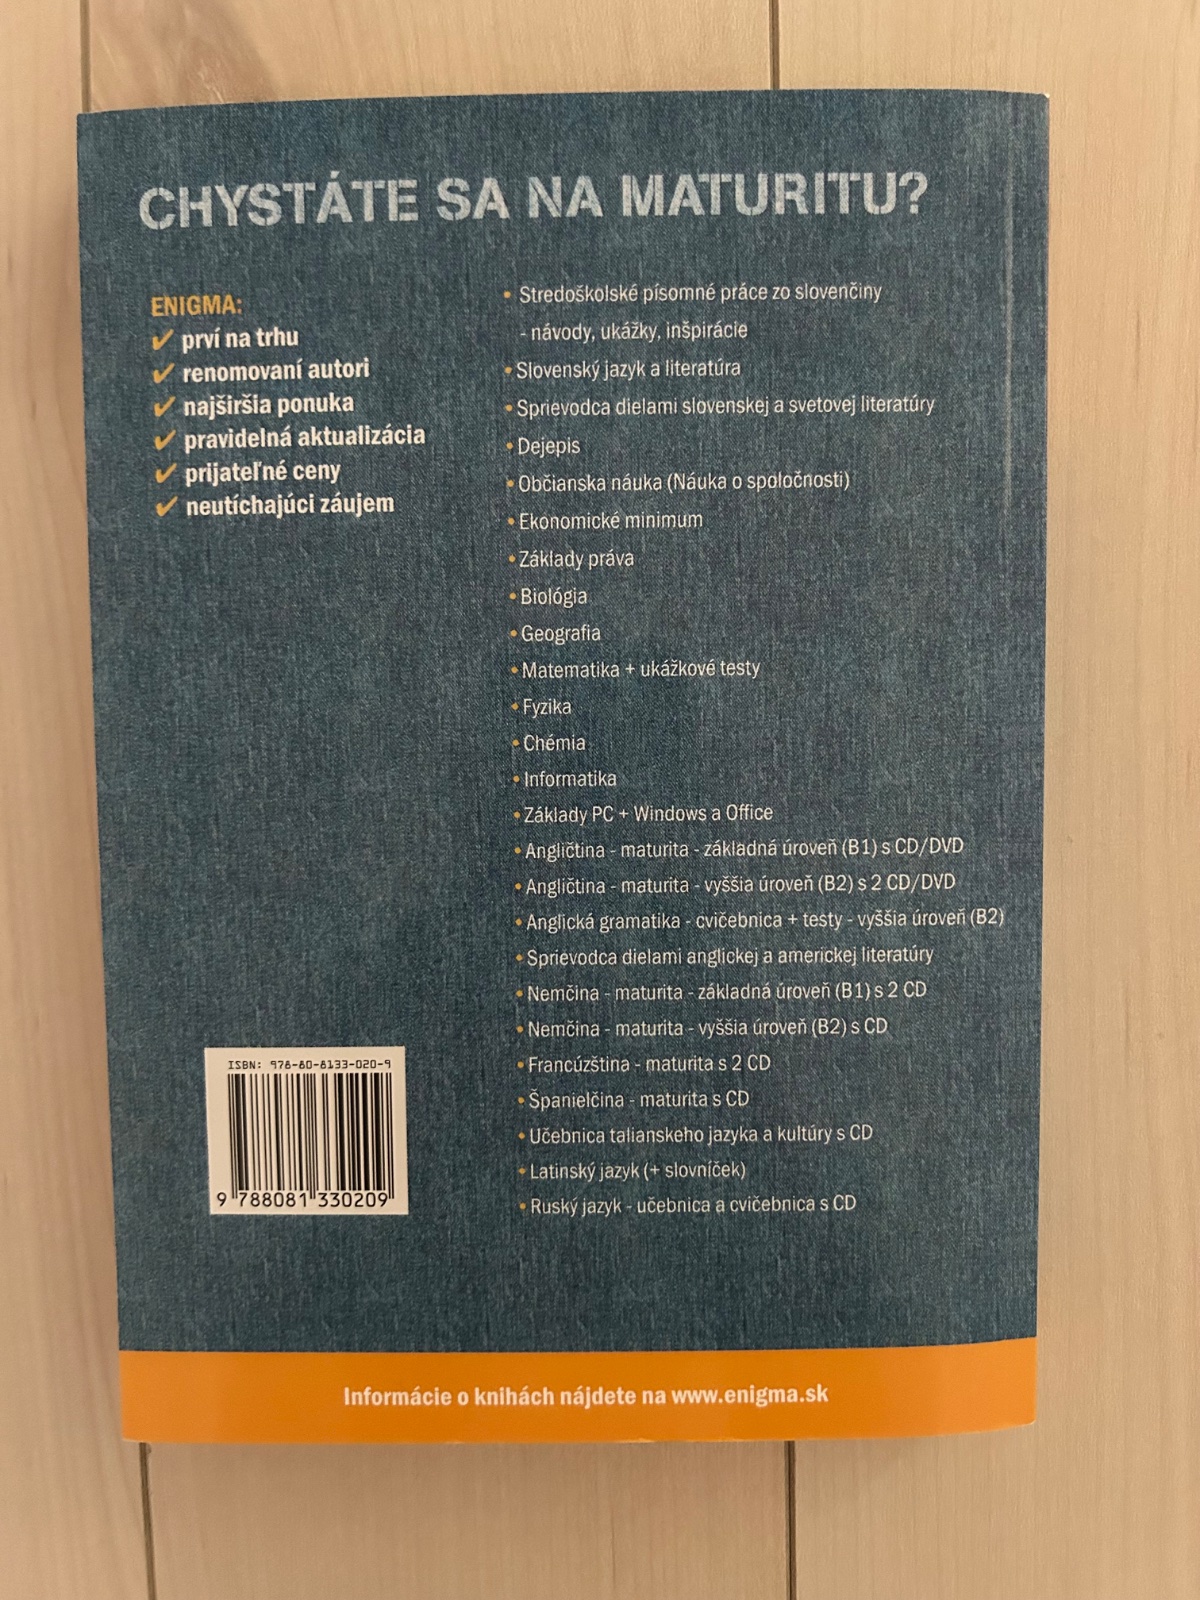 CHYSTÁTE SA NA MATURITU?
ENIGMA:
✓ prví na trhu
✓ renomovaní autori
✓ najširšia ponuka
✓ pravidelná aktualizácia
✓ prijateľné ceny
✓ neutíchajúci záujem
• Stredoškolské písomné práce zo slovenčiny
- návody, ukážky, inšpirácie
• Slovenský jazyk a literatúra
• Sprievodca dielami slovenskej a svetovej literatúry
• Dejepis
• Občianska náuka (Náuka o spoločnosti)
• Ekonomické minimum
• Základy práva
• Biológia
• Geografia
• Matematika + ukážkové testy
• Fyzika
• Chémia
• Informatika
• Základy PC + Windows a Office
• Angličtina - maturita - základná úroveň (B1) s CD/DVD
• Angličtina - maturita - vyššia úroveň (B2) s 2 CD/DVD
• Anglická gramatika - cvičebnica + testy - vyššia úroveň (B2)
• Sprievodca dielami anglickej a americkej literatúry
• Nemčina - maturita - základná úroveň (B1) s 2 CD
• Nemčina - maturita - vyššia úroveň (B2) s CD
• Francúzština - maturita s 2 CD
• Španielčina - maturita s CD
• Učebnica talianskeho jazyka a kultúry s CD
• Latinský jazyk (+ slovníček)
• Ruský jazyk - učebnica a cvičebnica s CD
ISBN: 978-80-8133-020-9
9 788081 330209
Informácie o knihách nájdete na www.enigma.sk